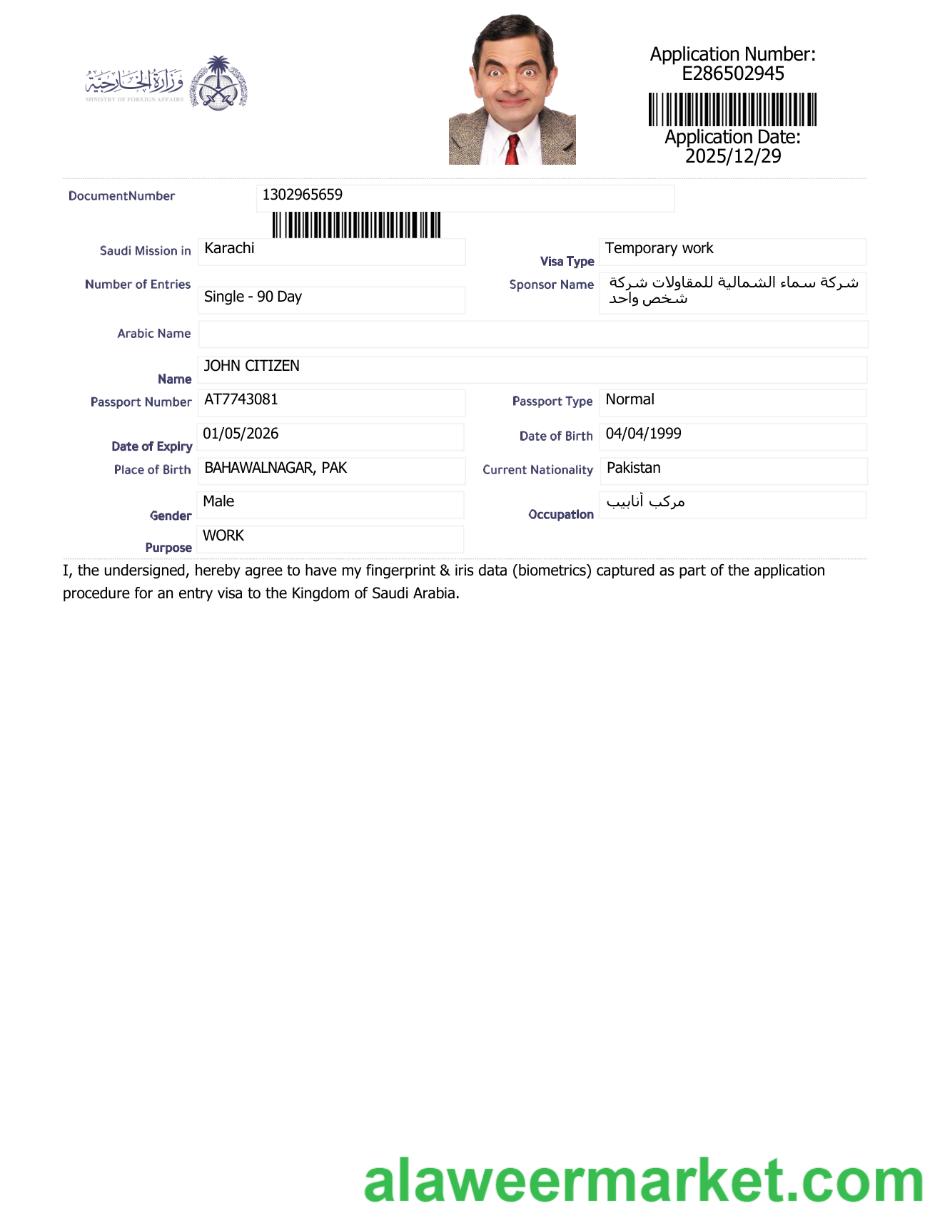 وزارة الخارجية
MINISTRY OF FOREIGN AFFAIRS
Application Number:
E286502945
Application Date:
2025/12/29
DocumentNumber 1302965659
Saudi Mission in Karachi
Visa Type Temporary work
Number of Entries Single - 90 Day
Sponsor Name شركة سماء الشمالية للمقاولات شركة
شخص واحد
Arabic Name
Name JOHN CITIZEN
Passport Number AT7743081
Passport Type Normal
Date of Expiry 01/05/2026
Date of Birth 04/04/1999
Place of Birth BAHAWALNAGAR, PAK
Current Nationality Pakistan
Gender Male
Occupation مركب أنابيب
Purpose WORK
I, the undersigned, hereby agree to have my fingerprint & iris data (biometrics) captured as part of the application
procedure for an entry visa to the Kingdom of Saudi Arabia.
alaweermarket.com